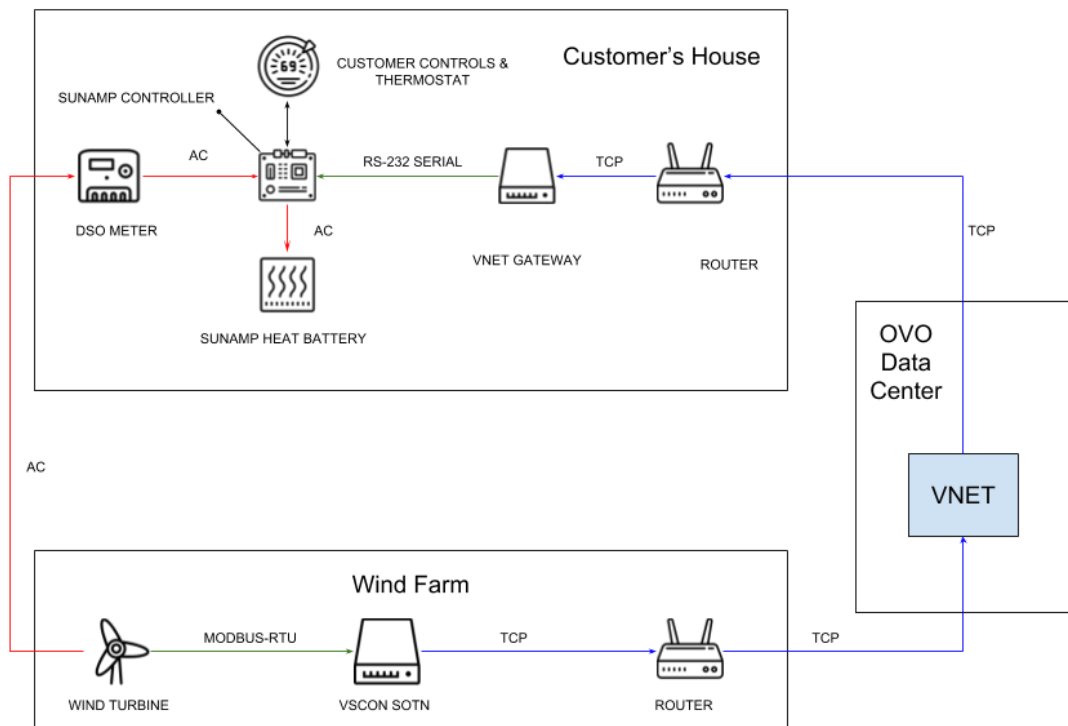 Customer's House
CUSTOMER CONTROLS &
THERMOSTAT
69
SUNAMP CONTROLLER
AC
RS-232 SERIAL
TCP
DSO METER
AC
VNET GATEWAY
ROUTER
TCP
SUNAMP HEAT BATTERY
OVO
Data
Center
VNET
AC
Wind Farm
MODBUS-RTU
TCP
TCP
WIND TURBINE
VSCON SOTN
ROUTER